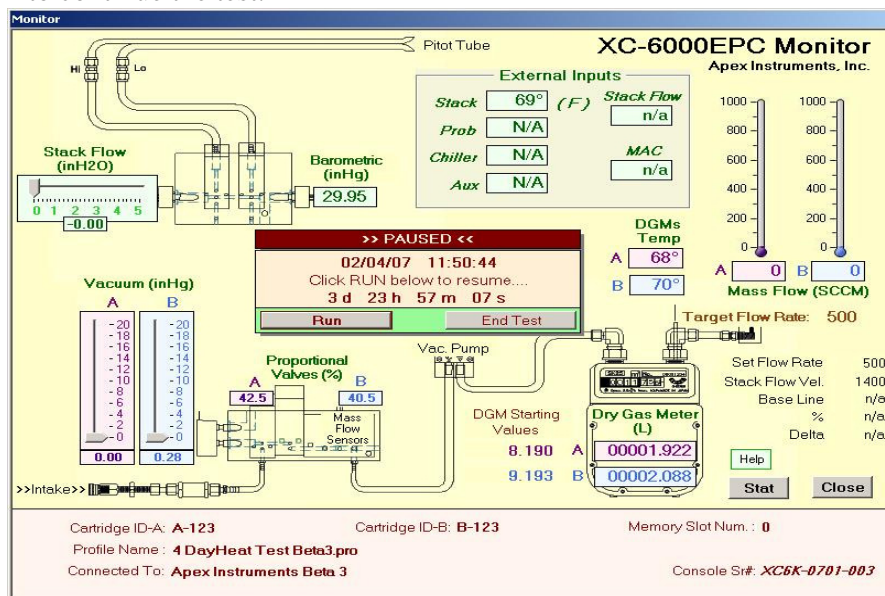 Monitor
XC-6000EPC Monitor
Apex Instruments, Inc.
Pitot Tube
Hi
Lo
External Inputs
Stack 69° (F)
Prob N/A
Chiller N/A
Aux N/A
Stack Flow
n/a
MAC
n/a
1000 1000
800 800
600 600
400 400
200 200
0 0
A 0 B 0
Mass Flow (SCCM)
Target Flow Rate: 500
Stack Flow
(inH2O)
0 1 2 3 4 5
-0.00
Barometric
(inHg)
29.95
DGMs
Temp
A 68°
B 70°
>> PAUSED <<
02/04/07 11:50:44
Click RUN below to resume....
3 d 23 h 57 m 07 s
Run End Test
Vacuum (inHg)
A B
-20 -20
-18 -18
-16 -16
-14 -14
-12 -12
-10 -10
-8 -8
-6 -6
-4 -4
-2 -2
-0 -0
0.00 0.28
Proportional
Valves (%)
A B
42.5 40.5
Mass
Flow
Sensors
Vac. Pump
>>Intake>>
DGM Starting
Values
8.190 A
9.193 B
Dry Gas Meter
(L)
00001.922
00002.088
Set Flow Rate 500
Stack Flow Vel. 1400
Base Line n/a
% n/a
Delta n/a
Help
Stat Close
Cartridge ID-A: A-123
Cartridge ID-B: B-123
Memory Slot Num. : 0
Profile Name : 4 DayHeat Test Beta3.pro
Connected To: Apex Instruments Beta 3
Console Sr#: XC6K-0701-003